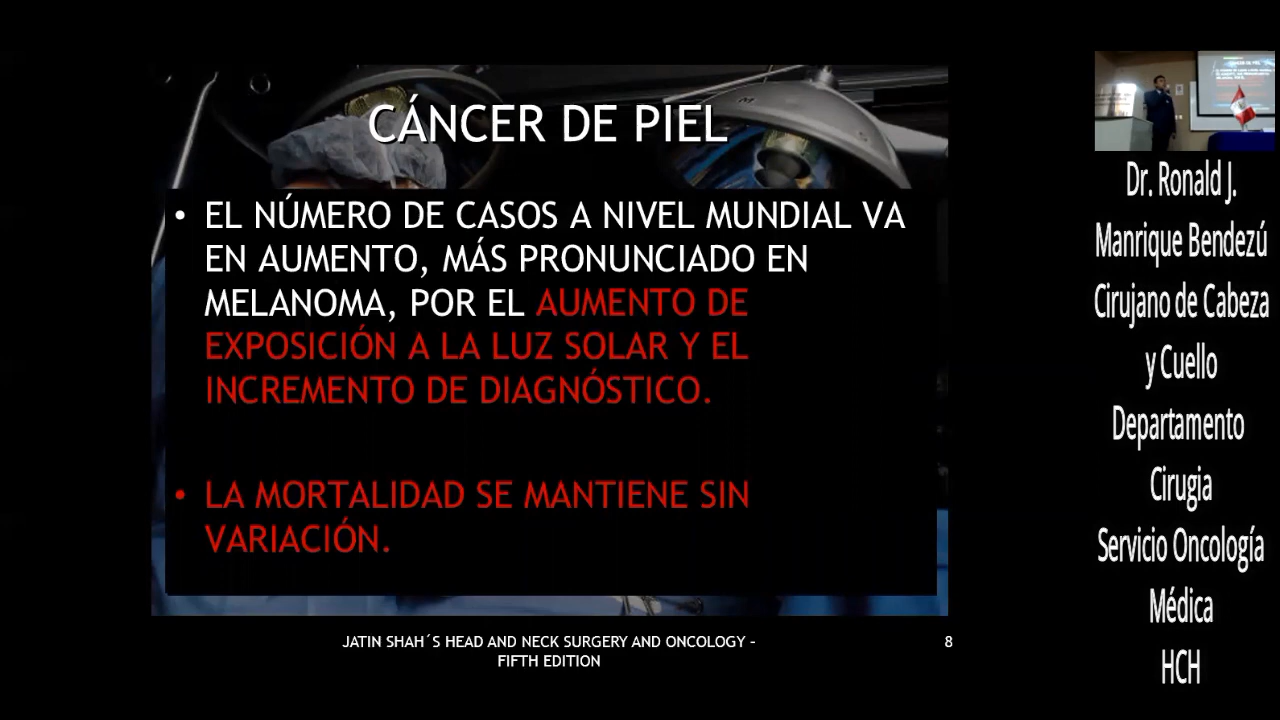 CÁNCER DE PIEL
• EL NÚMERO DE CASOS A NIVEL MUNDIAL VA
EN AUMENTO, MÁS PRONUNCIADO EN
MELANOMA, POR EL AUMENTO DE
EXPOSICIÓN A LA LUZ SOLAR Y EL
INCREMENTO DE DIAGNÓSTICO.
• LA MORTALIDAD SE MANTIENE SIN
VARIACIÓN.
JATIN SHAH´S HEAD AND NECK SURGERY AND ONCOLOGY –
FIFTH EDITION
8
Dr. Ronald J.
Manrique Bendezú
Cirujano de Cabeza
y Cuello
Departamento
Cirugia
Servicio Oncología
Médica
HCH